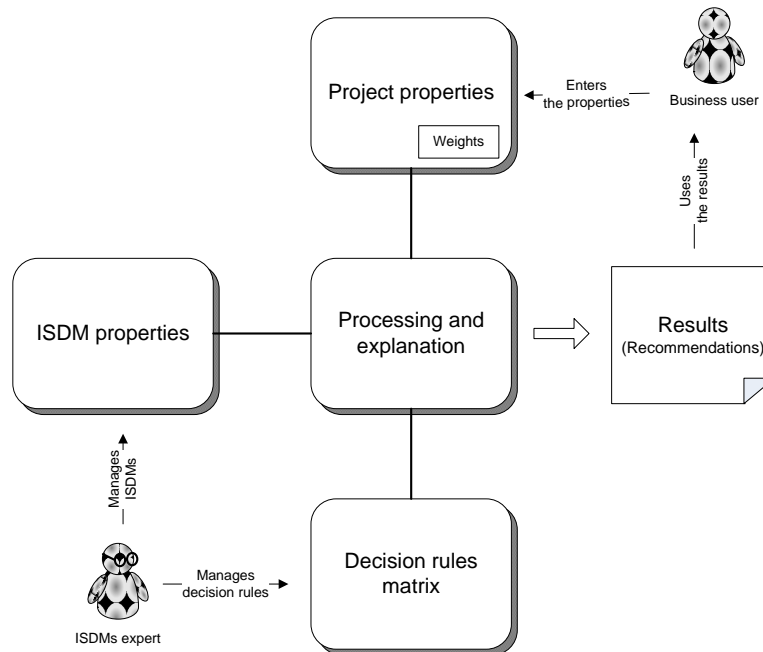 Project properties
Weights
Enters
the properties
Business user
Uses
the results
ISDM properties
Processing and
explanation
Results
(Recommendations)
Manages
ISDMs
Manages
decision rules
Decision rules
matrix
ISDMs expert